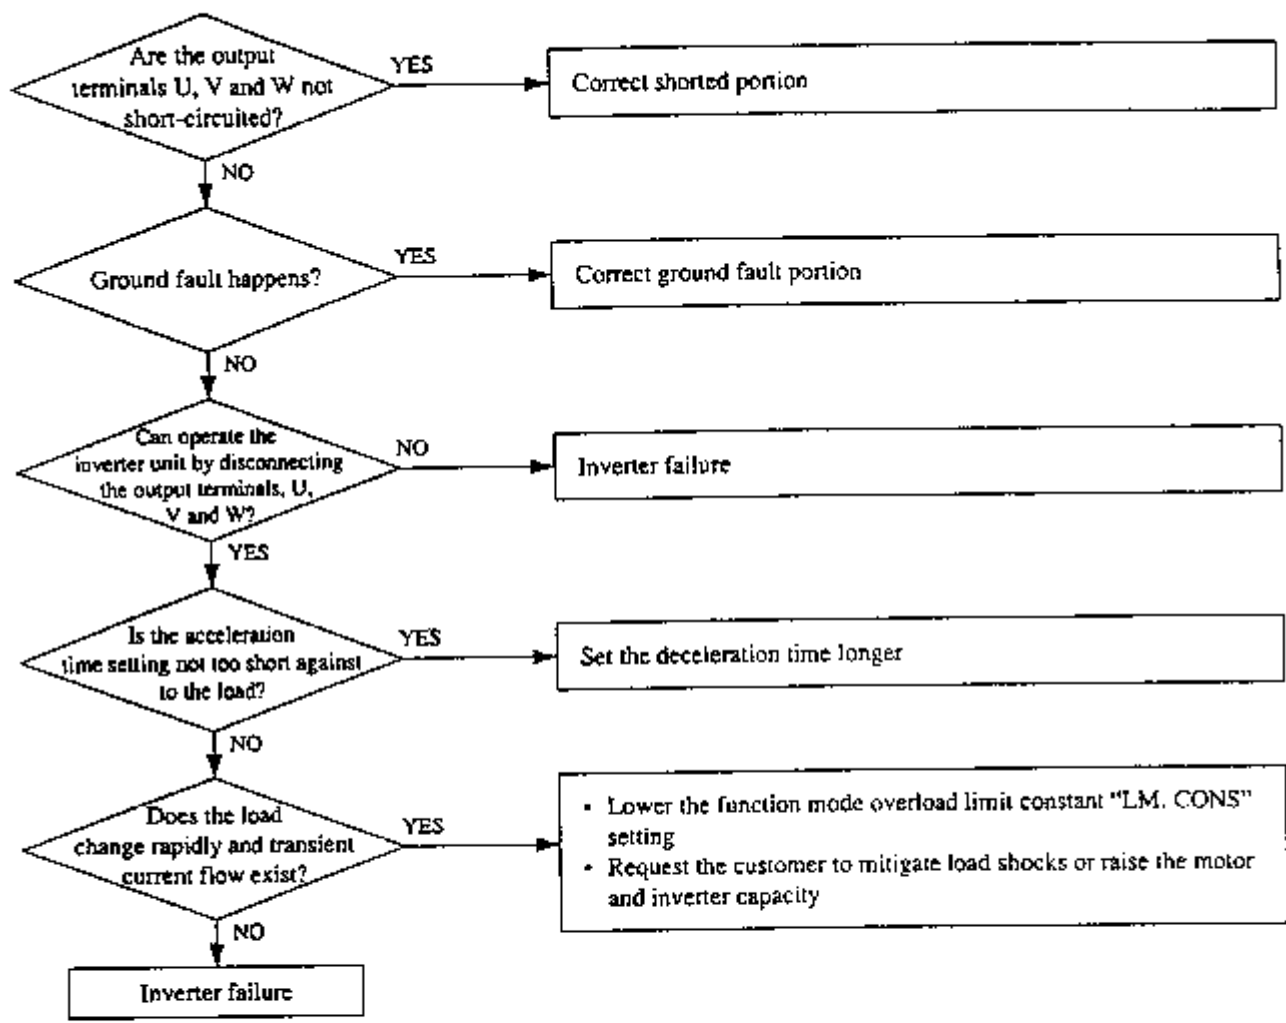 Are the output
terminals U, V and W not
short-circuited?
YES
Correct shorted portion
NO
Ground fault happens?
YES
Correct ground fault portion
NO
Can operate the
inverter unit by disconnecting
the output terminals, U,
V and W?
NO
Inverter failure
YES
Is the acceleration
time setting not too short against
to the load?
YES
Set the deceleration time longer
NO
Does the load
change rapidly and transient
current flow exist?
YES
• Lower the function mode overload limit constant "LM. CONS"
setting
• Request the customer to mitigate load shocks or raise the motor
and inverter capacity
NO
Inverter failure